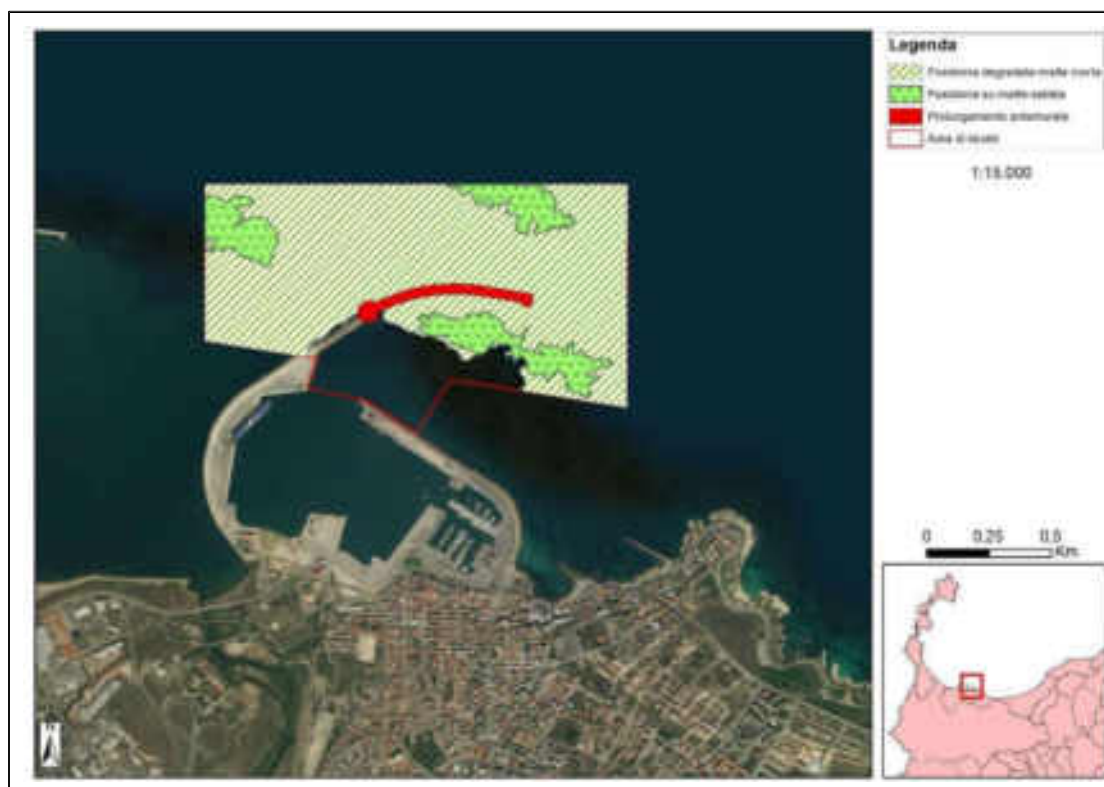 Legenda
Posidonia degradata-matte morta
Posidonia su matte
Prolungamento antemurale
Area di studio
1:15.000
0 0,25 0,5
Km